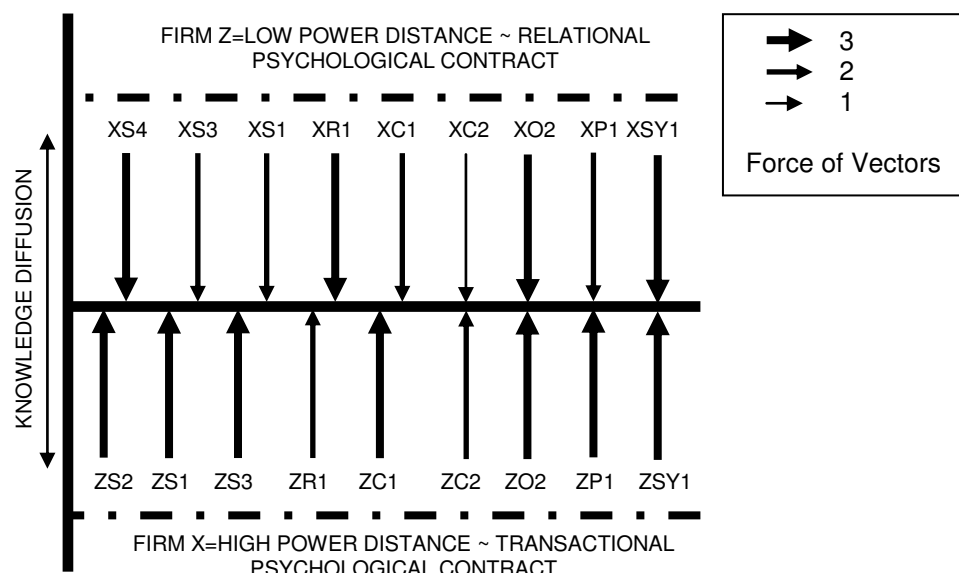 FIRM Z=LOW POWER DISTANCE ~ RELATIONAL
PSYCHOLOGICAL CONTRACT
3
2
1
Force of Vectors
XS4 XS3 XS1 XR1 XC1 XC2 XO2 XP1 XSY1
KNOWLEDGE DIFFUSION
ZS2 ZS1 ZS3 ZR1 ZC1 ZC2 ZO2 ZP1 ZSY1
FIRM X=HIGH POWER DISTANCE ~ TRANSACTIONAL
PSYCHOLOGICAL CONTRACT